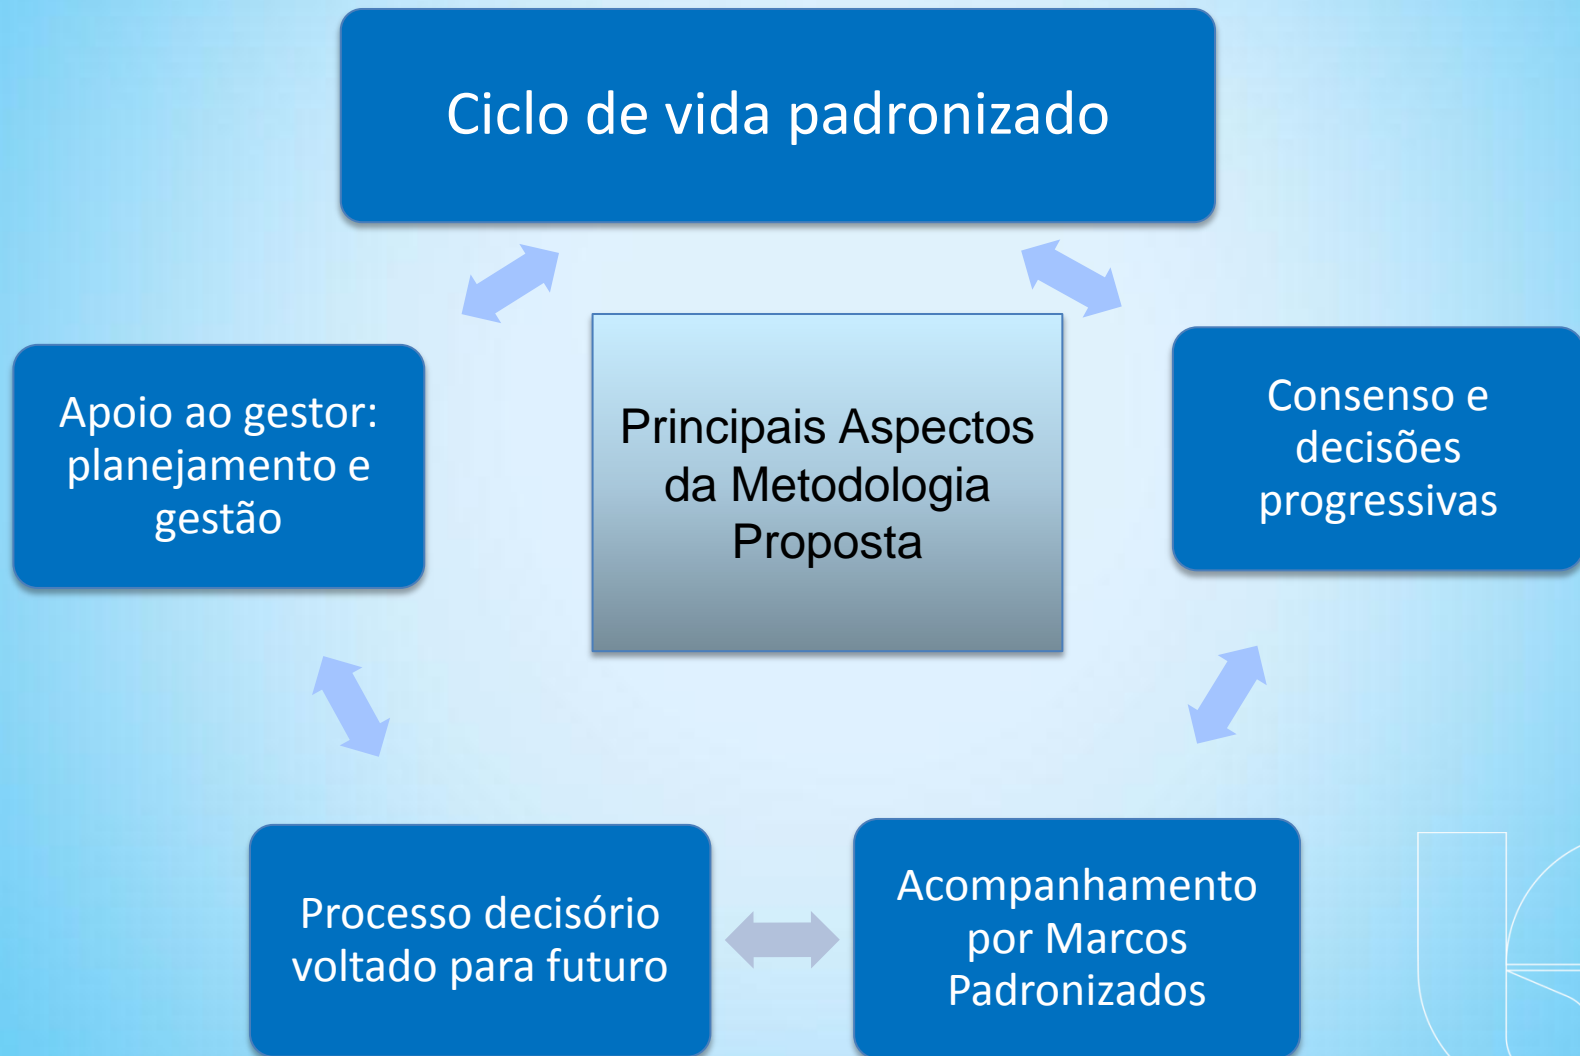 Ciclo de vida padronizado
Apoio ao gestor:
planejamento e
gestão
Principais Aspectos
da Metodologia
Proposta
Consenso e
decisões
progressivas
Processo decisório
voltado para futuro
Acompanhamento
por Marcos
Padronizados